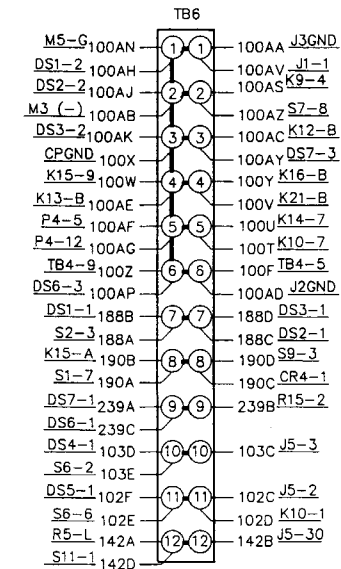 TB6
M5-G 100AN 1 1 100AA J3GND
DS1-2 100AH 100AV J1-1
DS2-2 100AJ 2 2 100AS K9-4
M3 (-) 100AB 100AZ S7-8
DS3-2 100AK 3 3 100AC K12-B
CPGND 100X 100AY DS7-3
K15-9 100W 4 4 100Y K16-B
K13-B 100AE 100V K21-B
P4-5 100AF 5 5 100U K14-7
P4-12 100AG 100T K10-7
TB4-9 100Z 6 6 100F TB4-5
DS6-3 100AP 100AD J2GND
DS1-1 188B 7 7 188D DS3-1
S2-3 188A 188C DS2-1
K15-A 190B 8 8 190D S9-3
S1-7 190A 190C CR4-1
DS7-1 239A 9 9 239B R15-2
DS6-1 239C
DS4-1 103D 10 10 103C J5-3
S6-2 103E
DS5-1 102F 11 11 102C J5-2
S6-6 102E 102D K10-1
R5-L 142A 12 12 142B J5-30
S11-1 142D